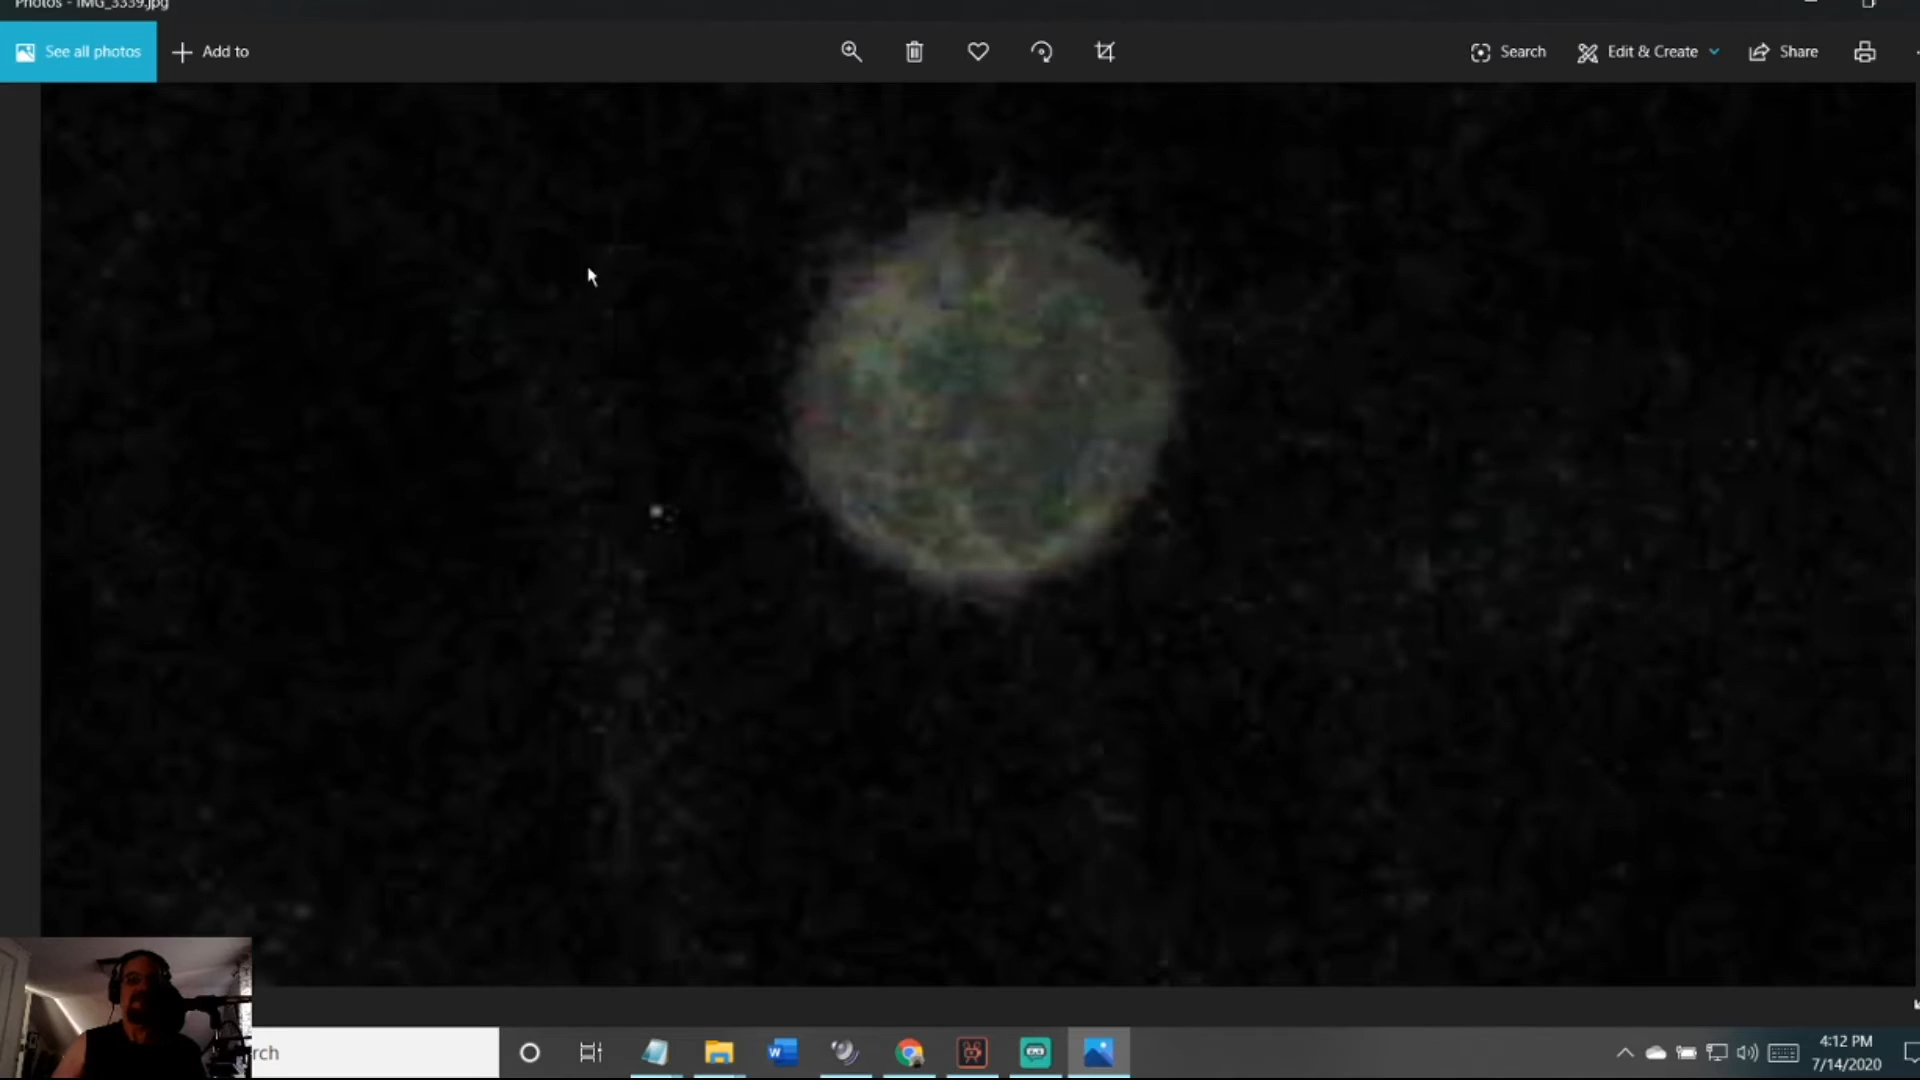 Photos - IMG_3339.jpg
See all photos
Add to
Search
Edit & Create
Share
rch
4:12 PM
7/14/2020